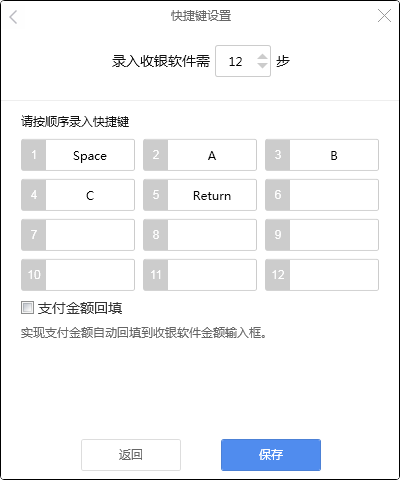 快捷键设置
录入收银软件需 12 步
请按顺序录入快捷键
1 Space 2 A 3 B
4 C 5 Return 6
7 8 9
10 11 12
支付金额回填
实现支付金额自动回填到收银软件金额输入框。
返回 保存